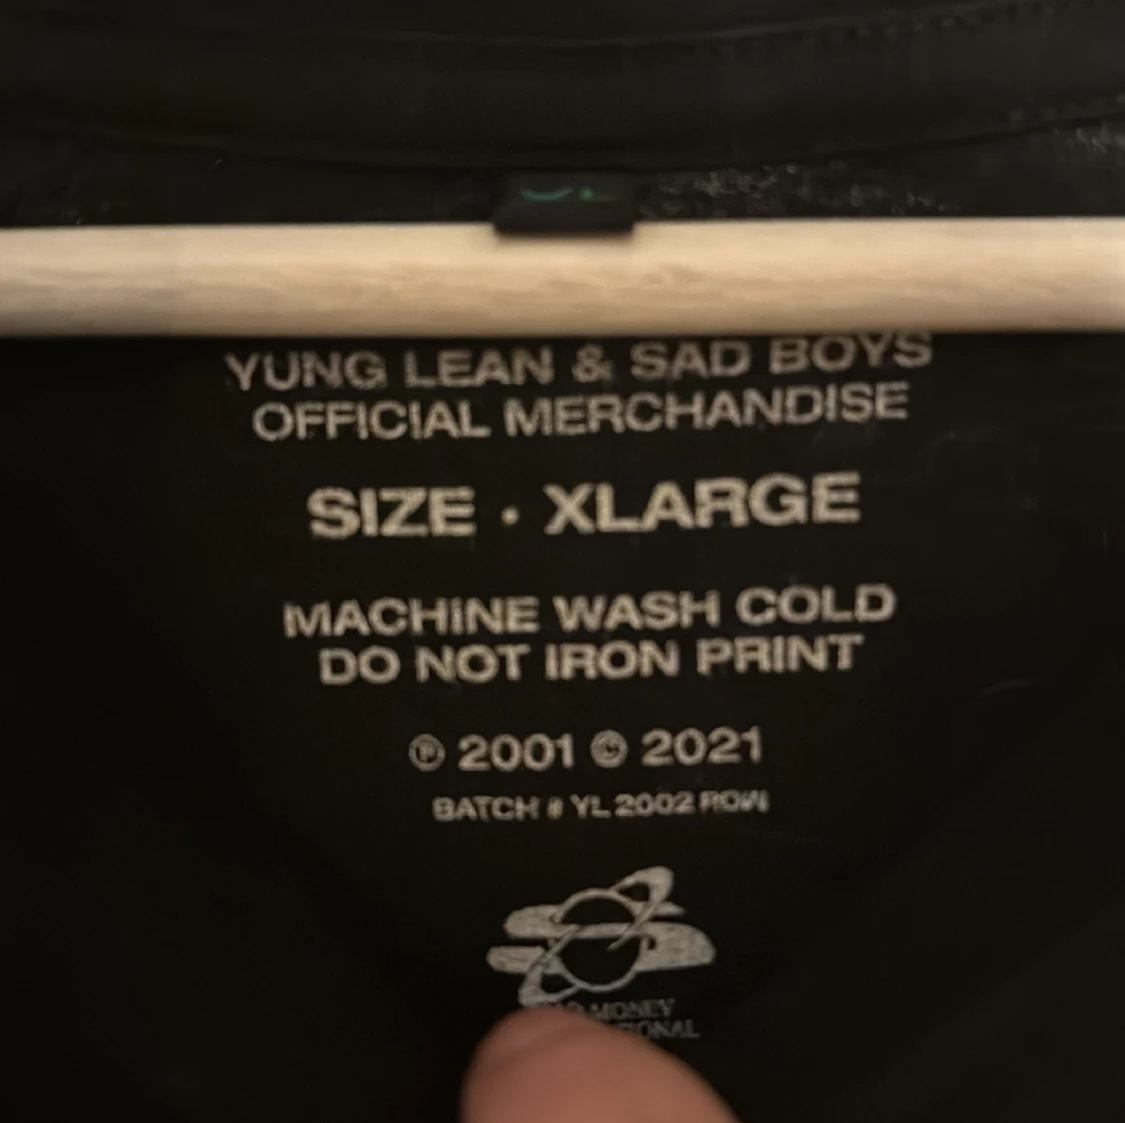 YUNG LEAN & SAD BOYS
OFFICIAL MERCHANDISE
SIZE · XLARGE
MACHINE WASH COLD
DO NOT IRON PRINT
℗ 2001 © 2021
BATCH # YL 2002 ROW
MONEY